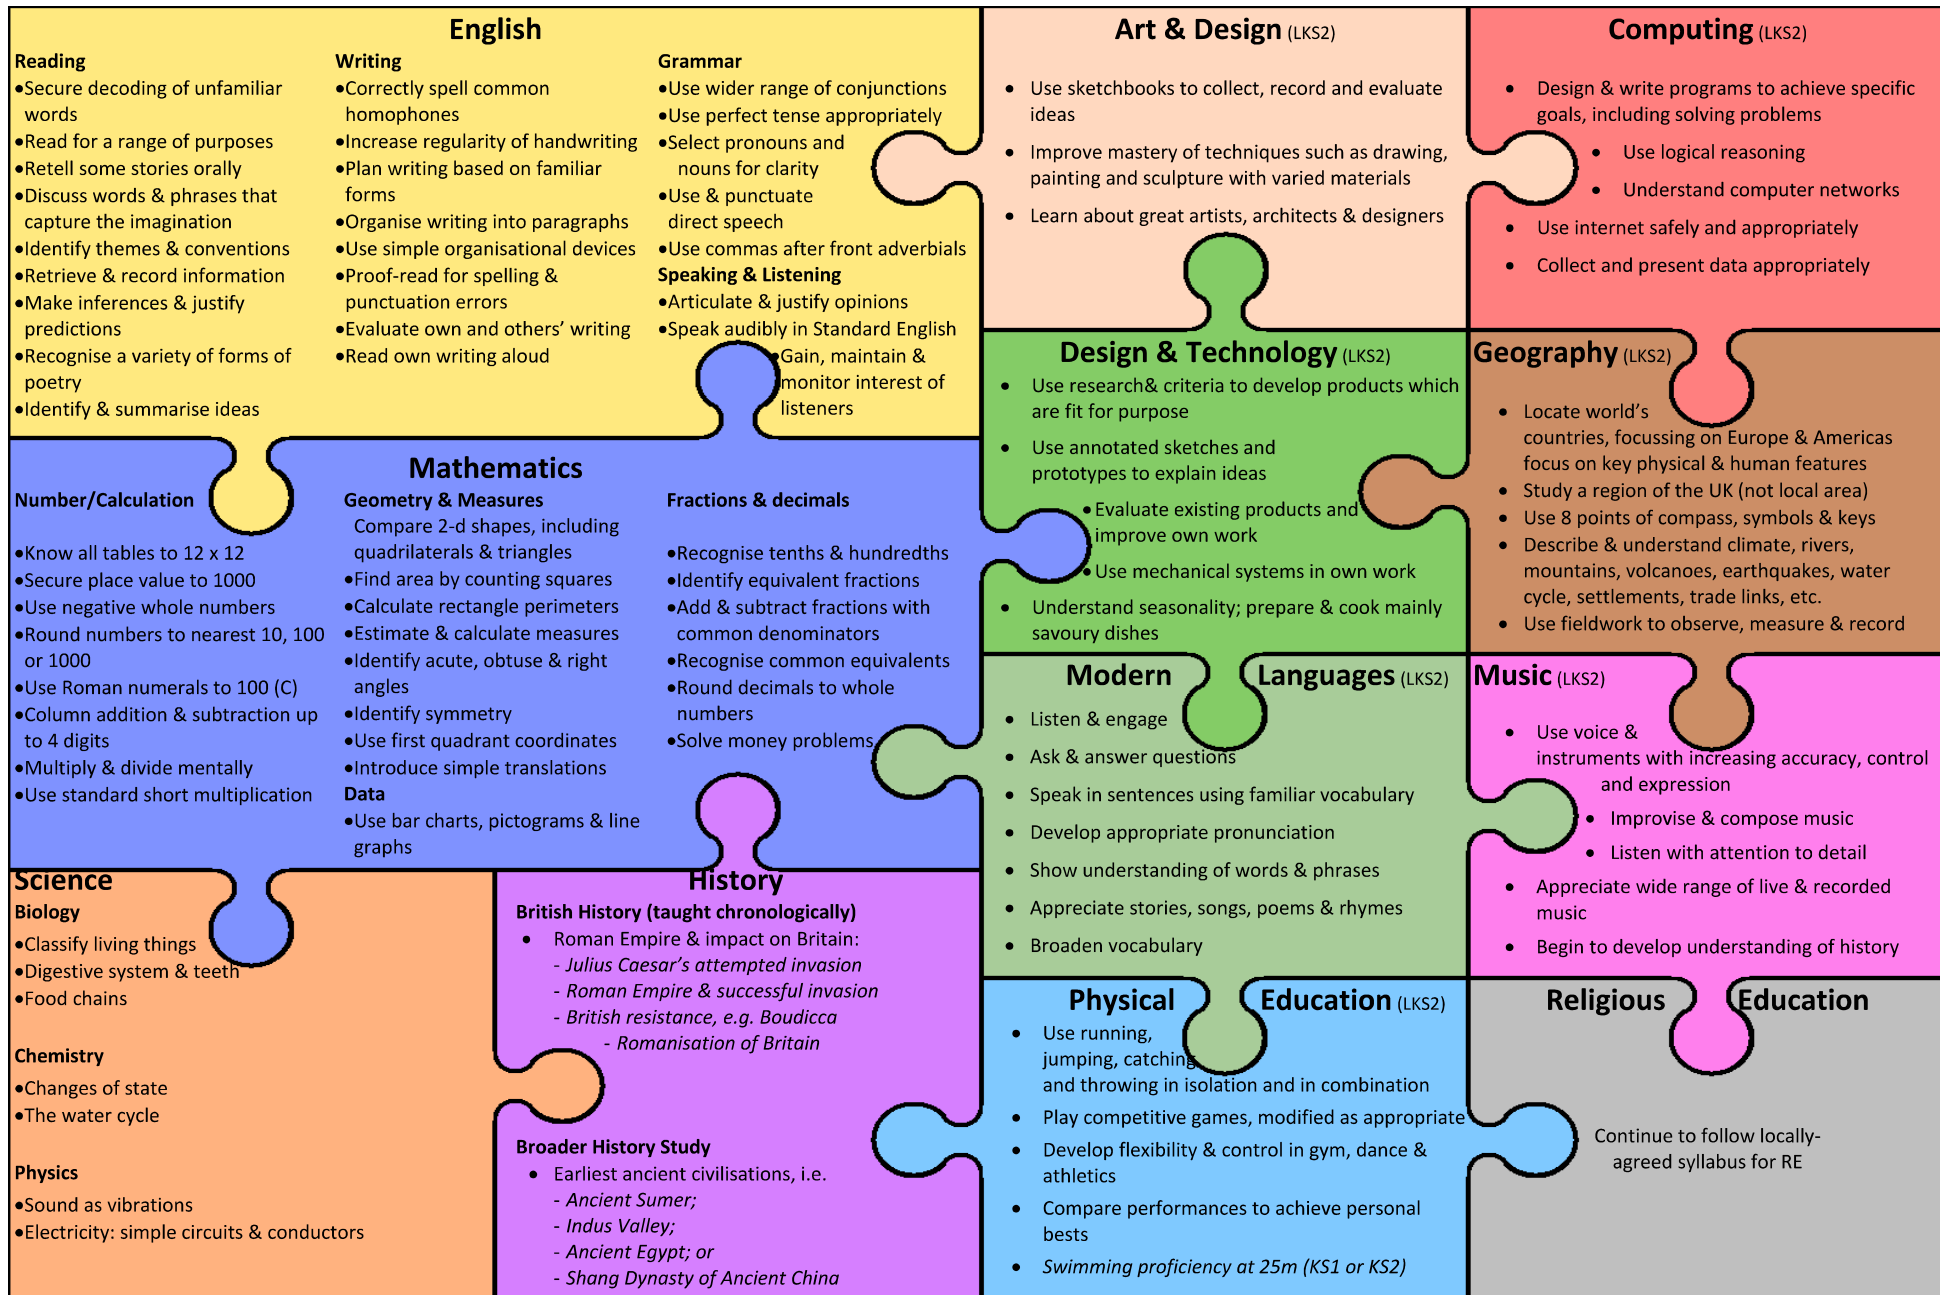 English
Reading
•Secure decoding of unfamiliar
words
•Read for a range of purposes
•Retell some stories orally
•Discuss words & phrases that
capture the imagination
•Identify themes & conventions
•Retrieve & record information
•Make inferences & justify
predictions
•Recognise a variety of forms of
poetry
•Identify & summarise ideas
Writing
•Correctly spell common
homophones
•Increase regularity of handwriting
•Plan writing based on familiar
forms
•Organise writing into paragraphs
•Use simple organisational devices
•Proof-read for spelling &
punctuation errors
•Evaluate own and others’ writing
•Read own writing aloud
Grammar
•Use wider range of conjunctions
•Use perfect tense appropriately
•Select pronouns and
nouns for clarity
•Use & punctuate
direct speech
•Use commas after front adverbials
Speaking & Listening
•Articulate & justify opinions
•Speak audibly in Standard English
•Gain, maintain &
monitor interest of
listeners
Art & Design (LKS2)
• Use sketchbooks to collect, record and evaluate
ideas
• Improve mastery of techniques such as drawing,
painting and sculpture with varied materials
• Learn about great artists, architects & designers
Computing (LKS2)
• Design & write programs to achieve specific
goals, including solving problems
• Use logical reasoning
• Understand computer networks
• Use internet safely and appropriately
• Collect and present data appropriately
Mathematics
Number/Calculation
•Know all tables to 12 x 12
•Secure place value to 1000
•Use negative whole numbers
•Round numbers to nearest 10, 100
or 1000
•Use Roman numerals to 100 (C)
•Column addition & subtraction up
to 4 digits
•Multiply & divide mentally
•Use standard short multiplication
Geometry & Measures
Compare 2-d shapes, including
quadrilaterals & triangles
•Find area by counting squares
•Calculate rectangle perimeters
•Estimate & calculate measures
•Identify acute, obtuse & right
angles
•Identify symmetry
•Use first quadrant coordinates
•Introduce simple translations
Data
•Use bar charts, pictograms & line
graphs
Fractions & decimals
•Recognise tenths & hundredths
•Identify equivalent fractions
•Add & subtract fractions with
common denominators
•Recognise common equivalents
•Round decimals to whole
numbers
•Solve money problems
Design & Technology (LKS2)
• Use research& criteria to develop products which
are fit for purpose
• Use annotated sketches and
prototypes to explain ideas
• Evaluate existing products and
improve own work
• Use mechanical systems in own work
• Understand seasonality; prepare & cook mainly
savoury dishes
Geography (LKS2)
• Locate world’s
countries, focussing on Europe & Americas
focus on key physical & human features
• Study a region of the UK (not local area)
• Use 8 points of compass, symbols & keys
• Describe & understand climate, rivers,
mountains, volcanoes, earthquakes, water
cycle, settlements, trade links, etc.
• Use fieldwork to observe, measure & record
Modern Languages (LKS2)
• Listen & engage
• Ask & answer questions
• Speak in sentences using familiar vocabulary
• Develop appropriate pronunciation
• Show understanding of words & phrases
• Appreciate stories, songs, poems & rhymes
• Broaden vocabulary
Music (LKS2)
• Use voice &
instruments with increasing accuracy, control
and expression
• Improvise & compose music
• Listen with attention to detail
• Appreciate wide range of live & recorded
music
• Begin to develop understanding of history
Science
Biology
•Classify living things
•Digestive system & teeth
•Food chains
Chemistry
•Changes of state
•The water cycle
Physics
•Sound as vibrations
•Electricity: simple circuits & conductors
History
British History (taught chronologically)
• Roman Empire & impact on Britain:
- Julius Caesar’s attempted invasion
- Roman Empire & successful invasion
- British resistance, e.g. Boudicca
- Romanisation of Britain
Broader History Study
• Earliest ancient civilisations, i.e.
- Ancient Sumer;
- Indus Valley;
- Ancient Egypt; or
- Shang Dynasty of Ancient China
Physical Education (LKS2)
• Use running,
jumping, catching
and throwing in isolation and in combination
• Play competitive games, modified as appropriate
• Develop flexibility & control in gym, dance &
athletics
• Compare performances to achieve personal
bests
• Swimming proficiency at 25m (KS1 or KS2)
Religious Education
Continue to follow locally-
agreed syllabus for RE